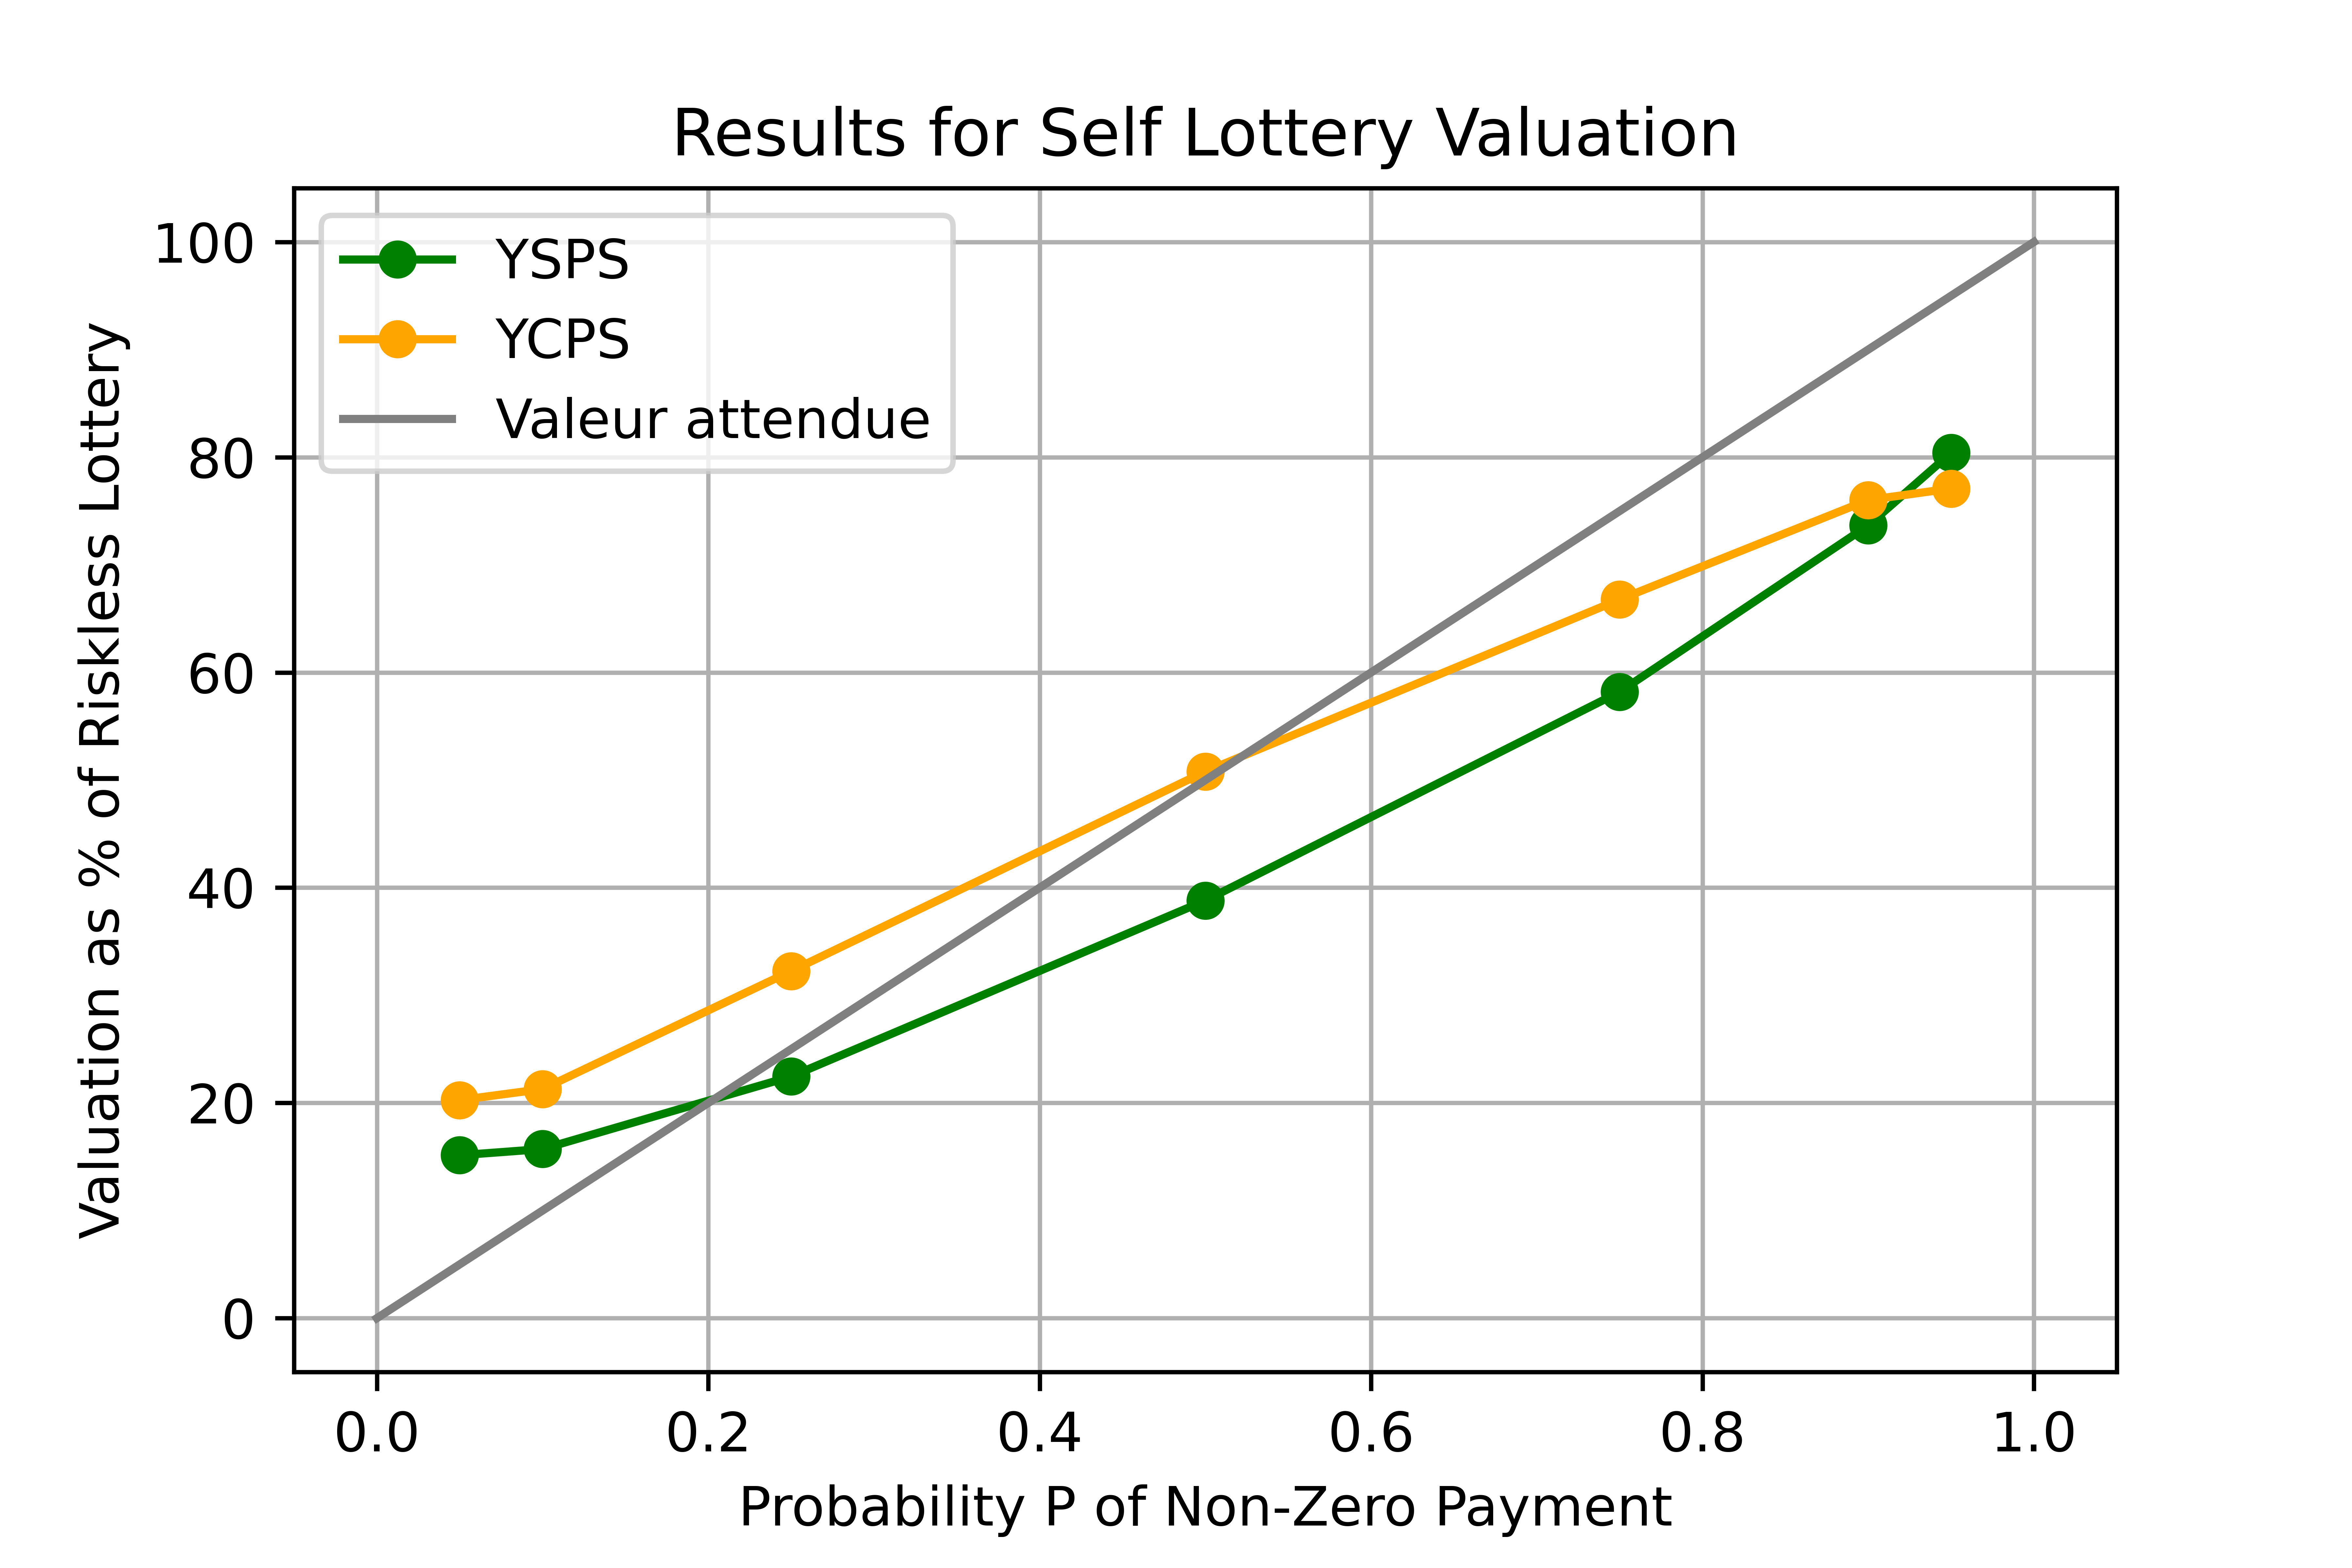 Results for Self Lottery Valuation
YSPS
YCPS
Valeur attendue
Valuation as % of Riskless Lottery
100
80
60
40
20
0
0.0
0.2
0.4
0.6
0.8
1.0
Probability P of Non-Zero Payment